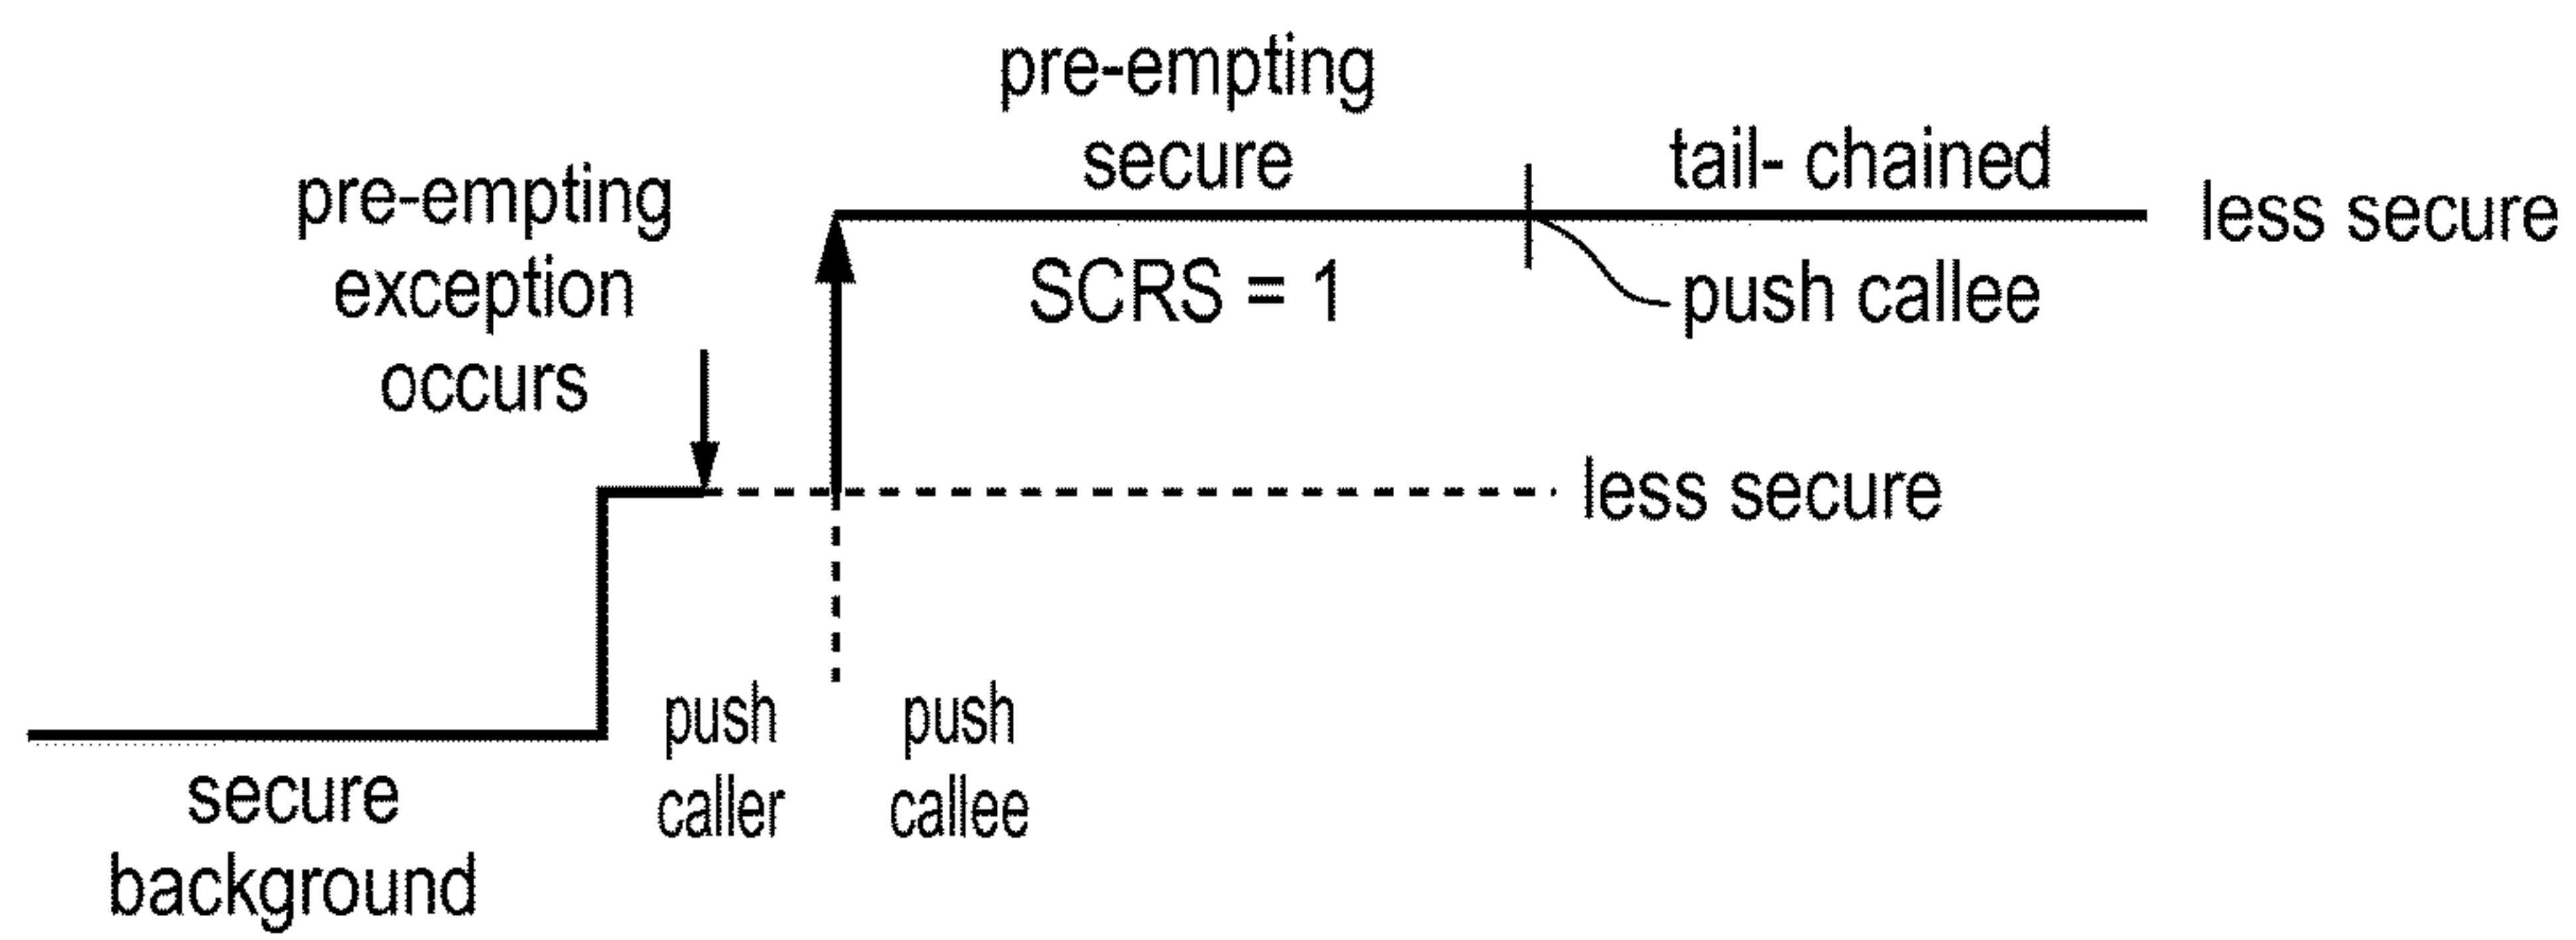 pre-empting
secure
tail- chained
less secure
pre-empting
exception
occurs
SCRS = 1
push callee
less secure
push
caller
push
callee
secure
background